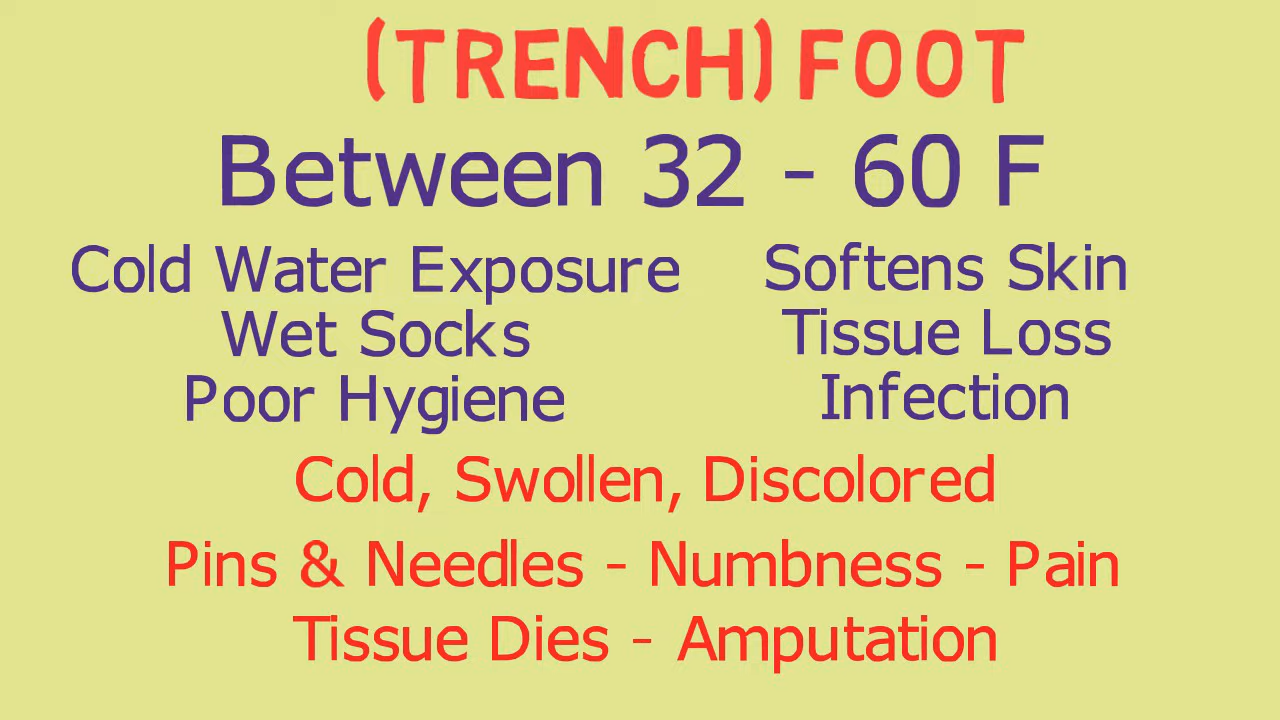 (TRENCH) FOOT
Between 32 - 60 F
Cold Water Exposure
Wet Socks
Poor Hygiene
Softens Skin
Tissue Loss
Infection
Cold, Swollen, Discolored
Pins & Needles - Numbness - Pain
Tissue Dies - Amputation